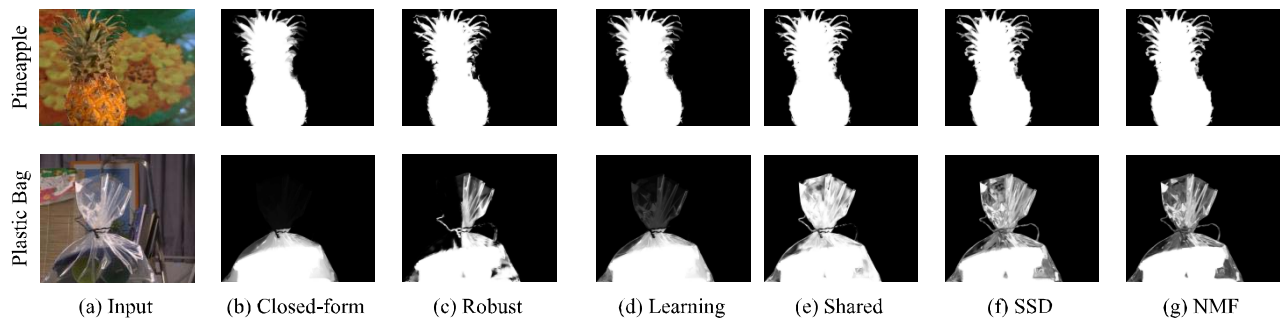 Pineapple
Plastic Bag
(a) Input (b) Closed-form (c) Robust (d) Learning (e) Shared (f) SSD (g) NMF